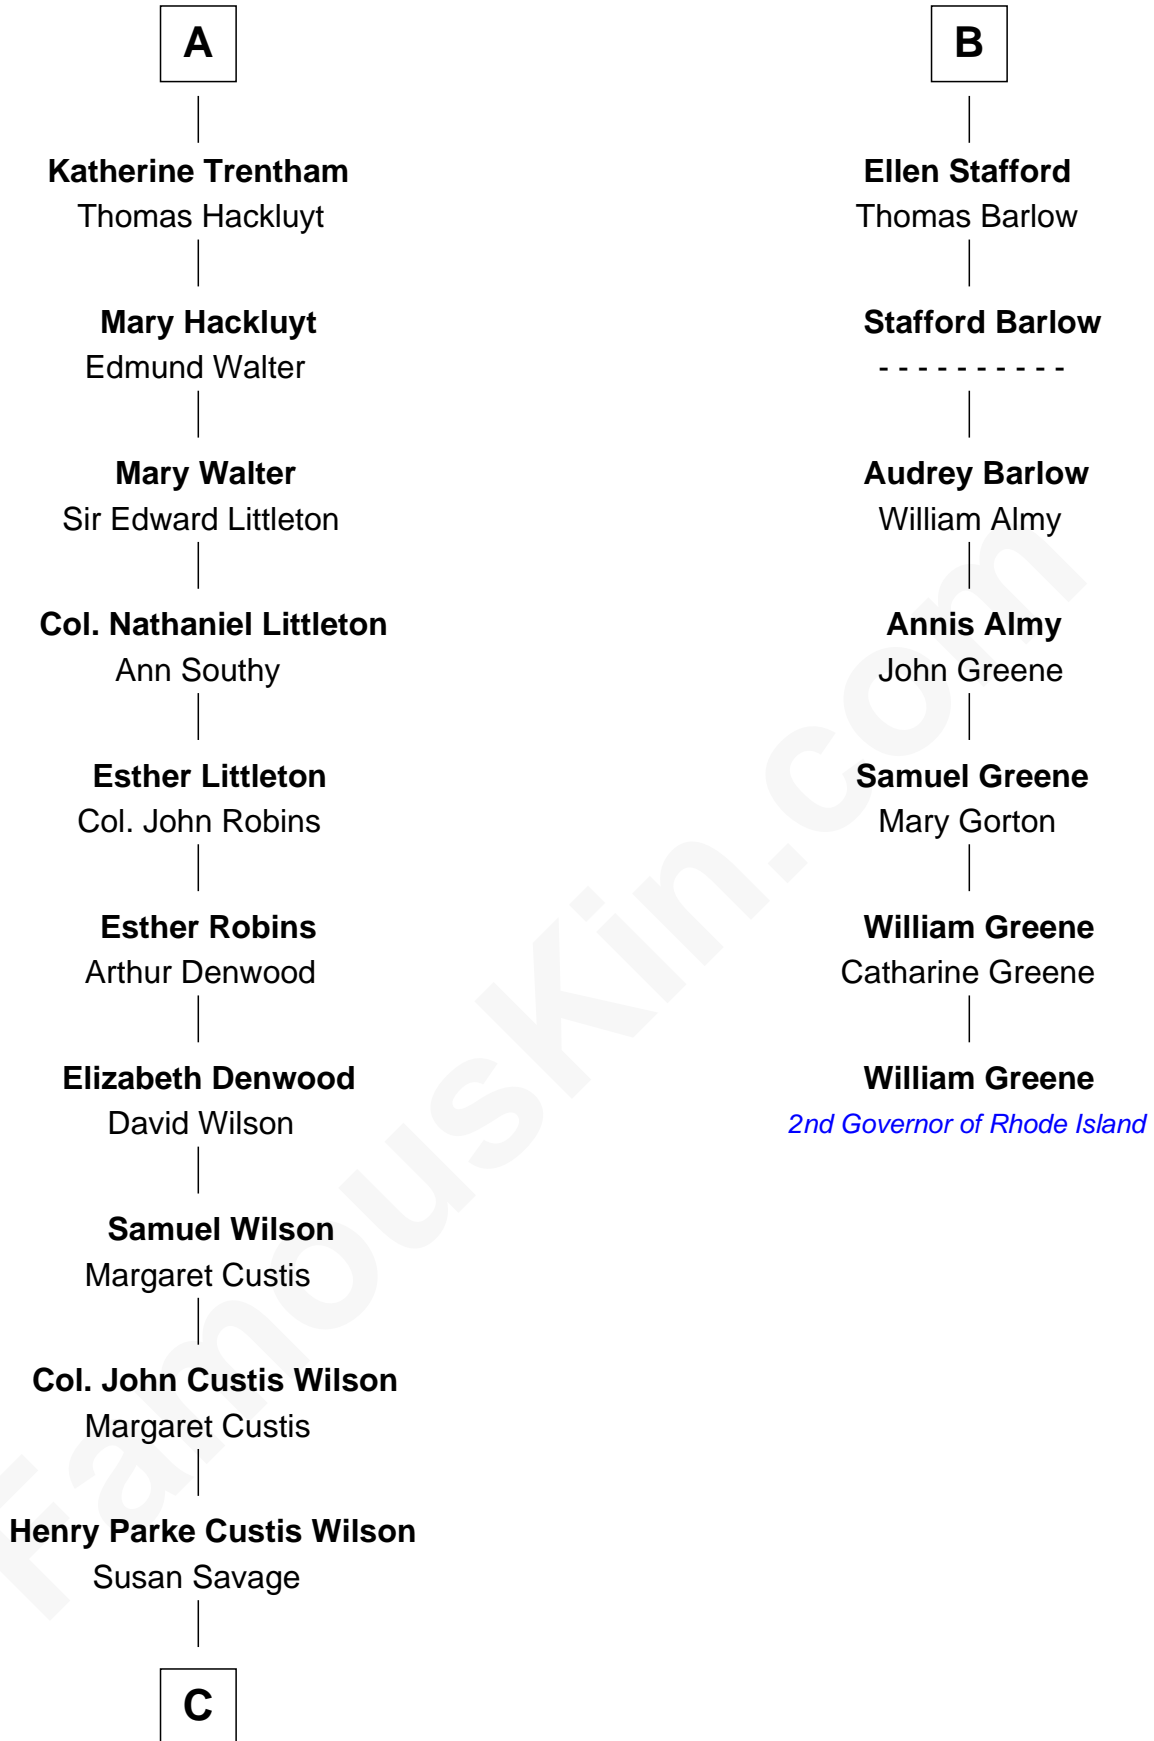 A
Katherine Trentham
Thomas Hackluyt
Mary Hackluyt
Edmund Walter
Mary Walter
Sir Edward Littleton
Col. Nathaniel Littleton
Ann Southy
Esther Littleton
Col. John Robins
Esther Robins
Arthur Denwood
Elizabeth Denwood
David Wilson
Samuel Wilson
Margaret Custis
Col. John Custis Wilson
Margaret Custis
Henry Parke Custis Wilson
Susan Savage
C
B
Ellen Stafford
Thomas Barlow
Stafford Barlow
- - - - - - - - - -
Audrey Barlow
William Almy
Annis Almy
John Greene
Samuel Greene
Mary Gorton
William Greene
Catharine Greene
William Greene
2nd Governor of Rhode Island
FamousKin.com